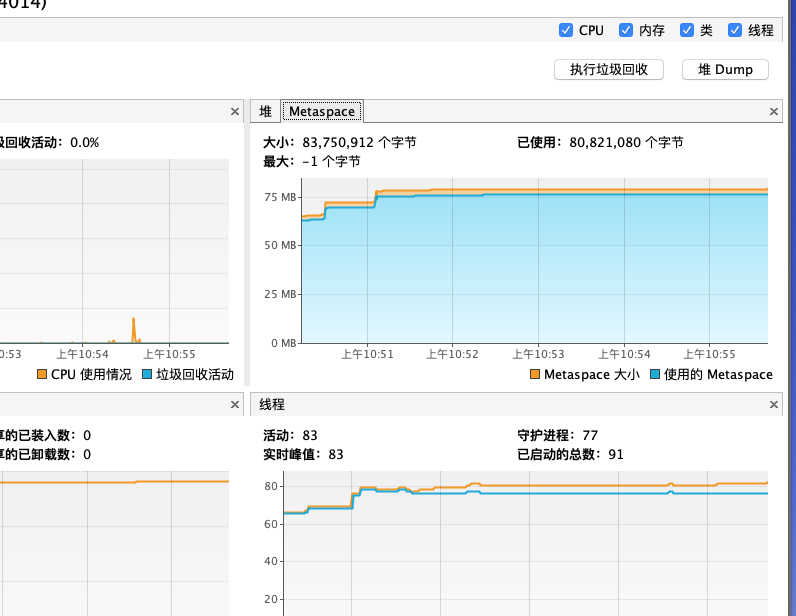 4014)
CPU 内存 类 线程
执行垃圾回收 堆 Dump
堆 Metaspace
圾回收活动: 0.0%
大小: 83,750,912 个字节 已使用: 80,821,080 个字节
最大: -1 个字节
75 MB
50 MB
25 MB
0 MB
0:53 上午10:54 上午10:55
上午10:51 上午10:52 上午10:53 上午10:54 上午10:55
CPU 使用情况 垃圾回收活动
Metaspace 大小 使用的 Metaspace
线程
享的已装入数: 0
享的已卸载数: 0
活动: 83 守护进程: 77
实时峰值: 83 已启动的总数: 91
80
60
40
20